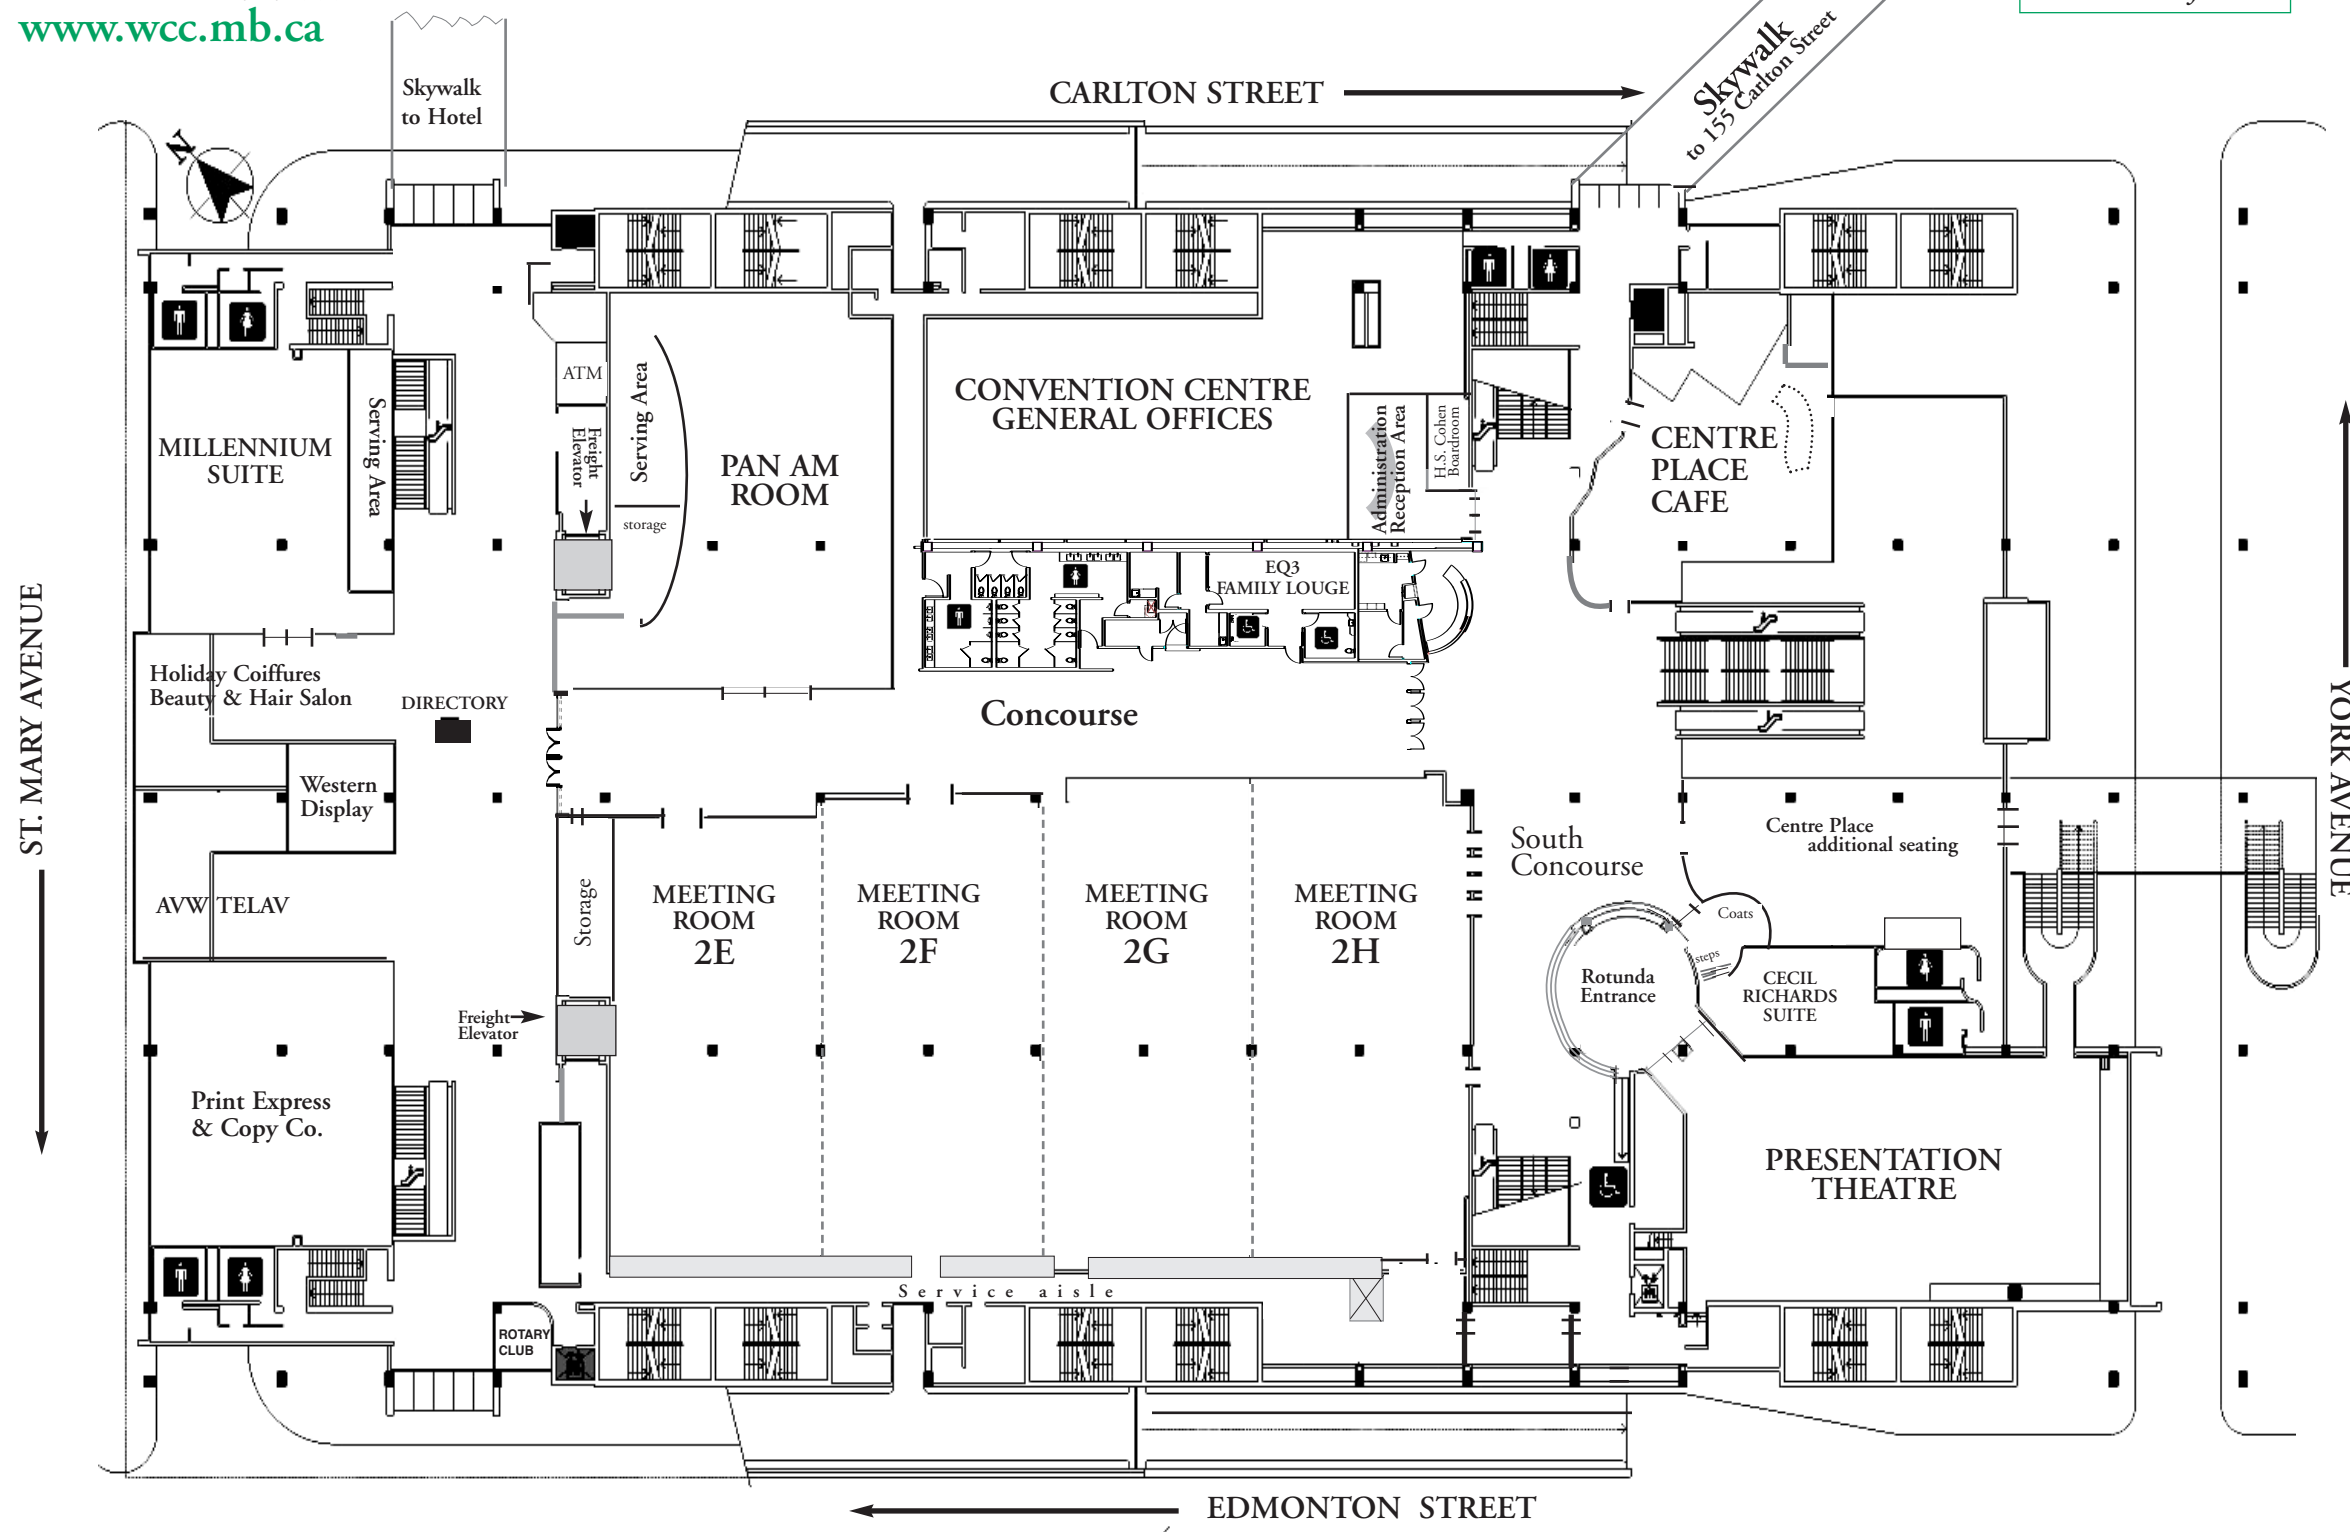 www.wcc.mb.ca
Skywalk
to Hotel
CARLTON STREET
Skywalk
to 155 Carlton Street
N
MILLENNIUM
SUITE
Serving Area
ATM
Freight
Elevator
Serving Area
storage
PAN AM
ROOM
CONVENTION CENTRE
GENERAL OFFICES
Administration
Reception Area
H.S. Cohen
Boardroom
CENTRE
PLACE
CAFE
EQ3
FAMILY LOUGE
ST. MARY AVENUE
YORK AVENUE
Holiday Coiffures
Beauty & Hair Salon
DIRECTORY
Concourse
Western
Display
AVW TELAV
Storage
MEETING
ROOM
2E
MEETING
ROOM
2F
MEETING
ROOM
2G
MEETING
ROOM
2H
South
Concourse
Centre Place
additional seating
Coats
steps
Rotunda
Entrance
CECIL
RICHARDS
SUITE
Freight
Elevator
Print Express
& Copy Co.
PRESENTATION
THEATRE
Service aisle
ROTARY
CLUB
EDMONTON STREET